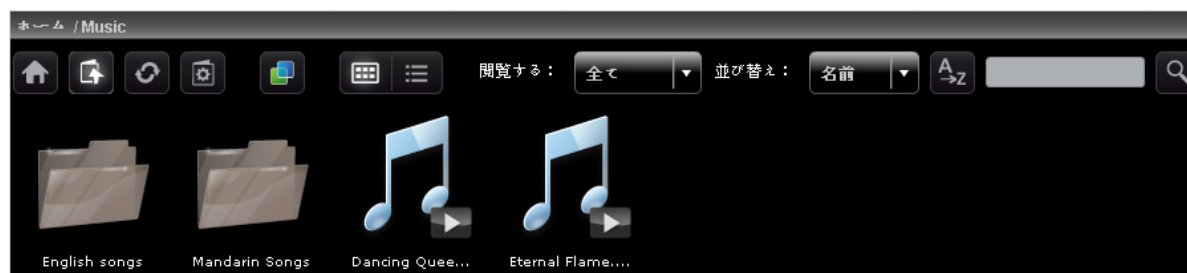 ホーム / Music
閲覧する： 全て 並び替え： 名前 A→Z
English songs Mandarin Songs Dancing Quee... Eternal Flame....